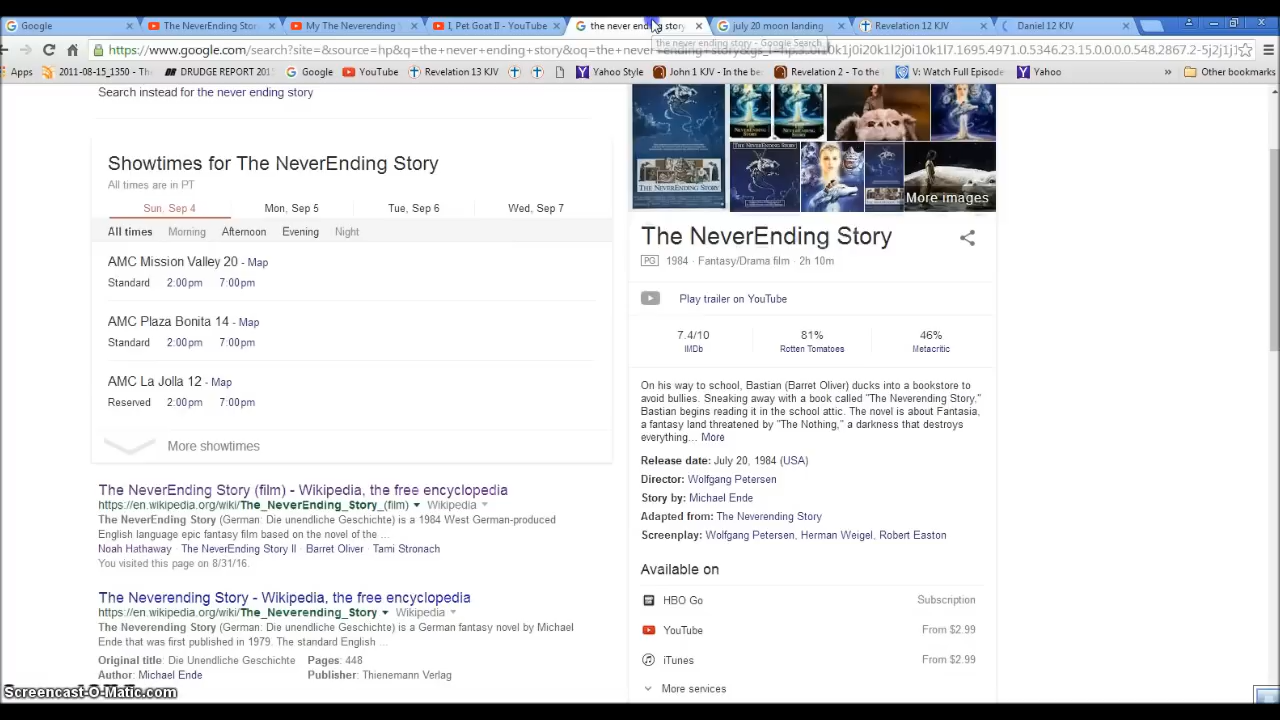 Google
The NeverEnding Stor
My The Neverending
I, Pet Goat II - YouTube
the never ending story
july 20 moon landing
Revelation 12 KJV
Daniel 12 KJV
the never ending story - Google Search
Apps
2011-08-15_1350
DRUDGE REPORT
Google
YouTube
Revelation 13 KJV
Yahoo Style
John 1 KJV - In the be
Revelation 2 - To the
V: Watch Full Episode
Yahoo
»
Other bookmarks
Search instead for the never ending story
Showtimes for The NeverEnding Story
All times are in PT
Sun, Sep 4 Mon, Sep 5 Tue, Sep 6 Wed, Sep 7
All times Morning Afternoon Evening Night
AMC Mission Valley 20 - Map
Standard 2:00pm 7:00pm
AMC Plaza Bonita 14 - Map
Standard 2:00pm 7:00pm
AMC La Jolla 12 - Map
Reserved 2:00pm 7:00pm
More showtimes
The NeverEnding Story (film) - Wikipedia, the free encyclopedia
https://en.wikipedia.org/wiki/The_NeverEnding_Story_(film) Wikipedia
The NeverEnding Story (German: Die unendliche Geschichte) is a 1984 West German-produced
English language epic fantasy film based on the novel of the ...
Noah Hathaway · The NeverEnding Story II · Barret Oliver · Tami Stronach
You visited this page on 8/31/16.
The Neverending Story - Wikipedia, the free encyclopedia
https://en.wikipedia.org/wiki/The_Neverending_Story Wikipedia
The Neverending Story (German: Die unendliche Geschichte) is a German fantasy novel by Michael
Ende that was first published in 1979. The standard English ...
Original title: Die Unendliche Geschichte Pages: 448
Author: Michael Ende Publisher: Thienemann Verlag
THE NEVERENDING STORY
More images
The NeverEnding Story
PG 1984 · Fantasy/Drama film · 2h 10m
Play trailer on YouTube
7.4/10 81% 46%
IMDb Rotten Tomatoes Metacritic
On his way to school, Bastian (Barret Oliver) ducks into a bookstore to
avoid bullies. Sneaking away with a book called "The Neverending Story,"
Bastian begins reading it in the school attic. The novel is about Fantasia,
a fantasy land threatened by "The Nothing," a darkness that destroys
everything... More
Release date: July 20, 1984 (USA)
Director: Wolfgang Petersen
Story by: Michael Ende
Adapted from: The Neverending Story
Screenplay: Wolfgang Petersen, Herman Weigel, Robert Easton
Available on
HBO Go Subscription
YouTube From $2.99
iTunes From $2.99
More services
Screencast-O-Matic.com